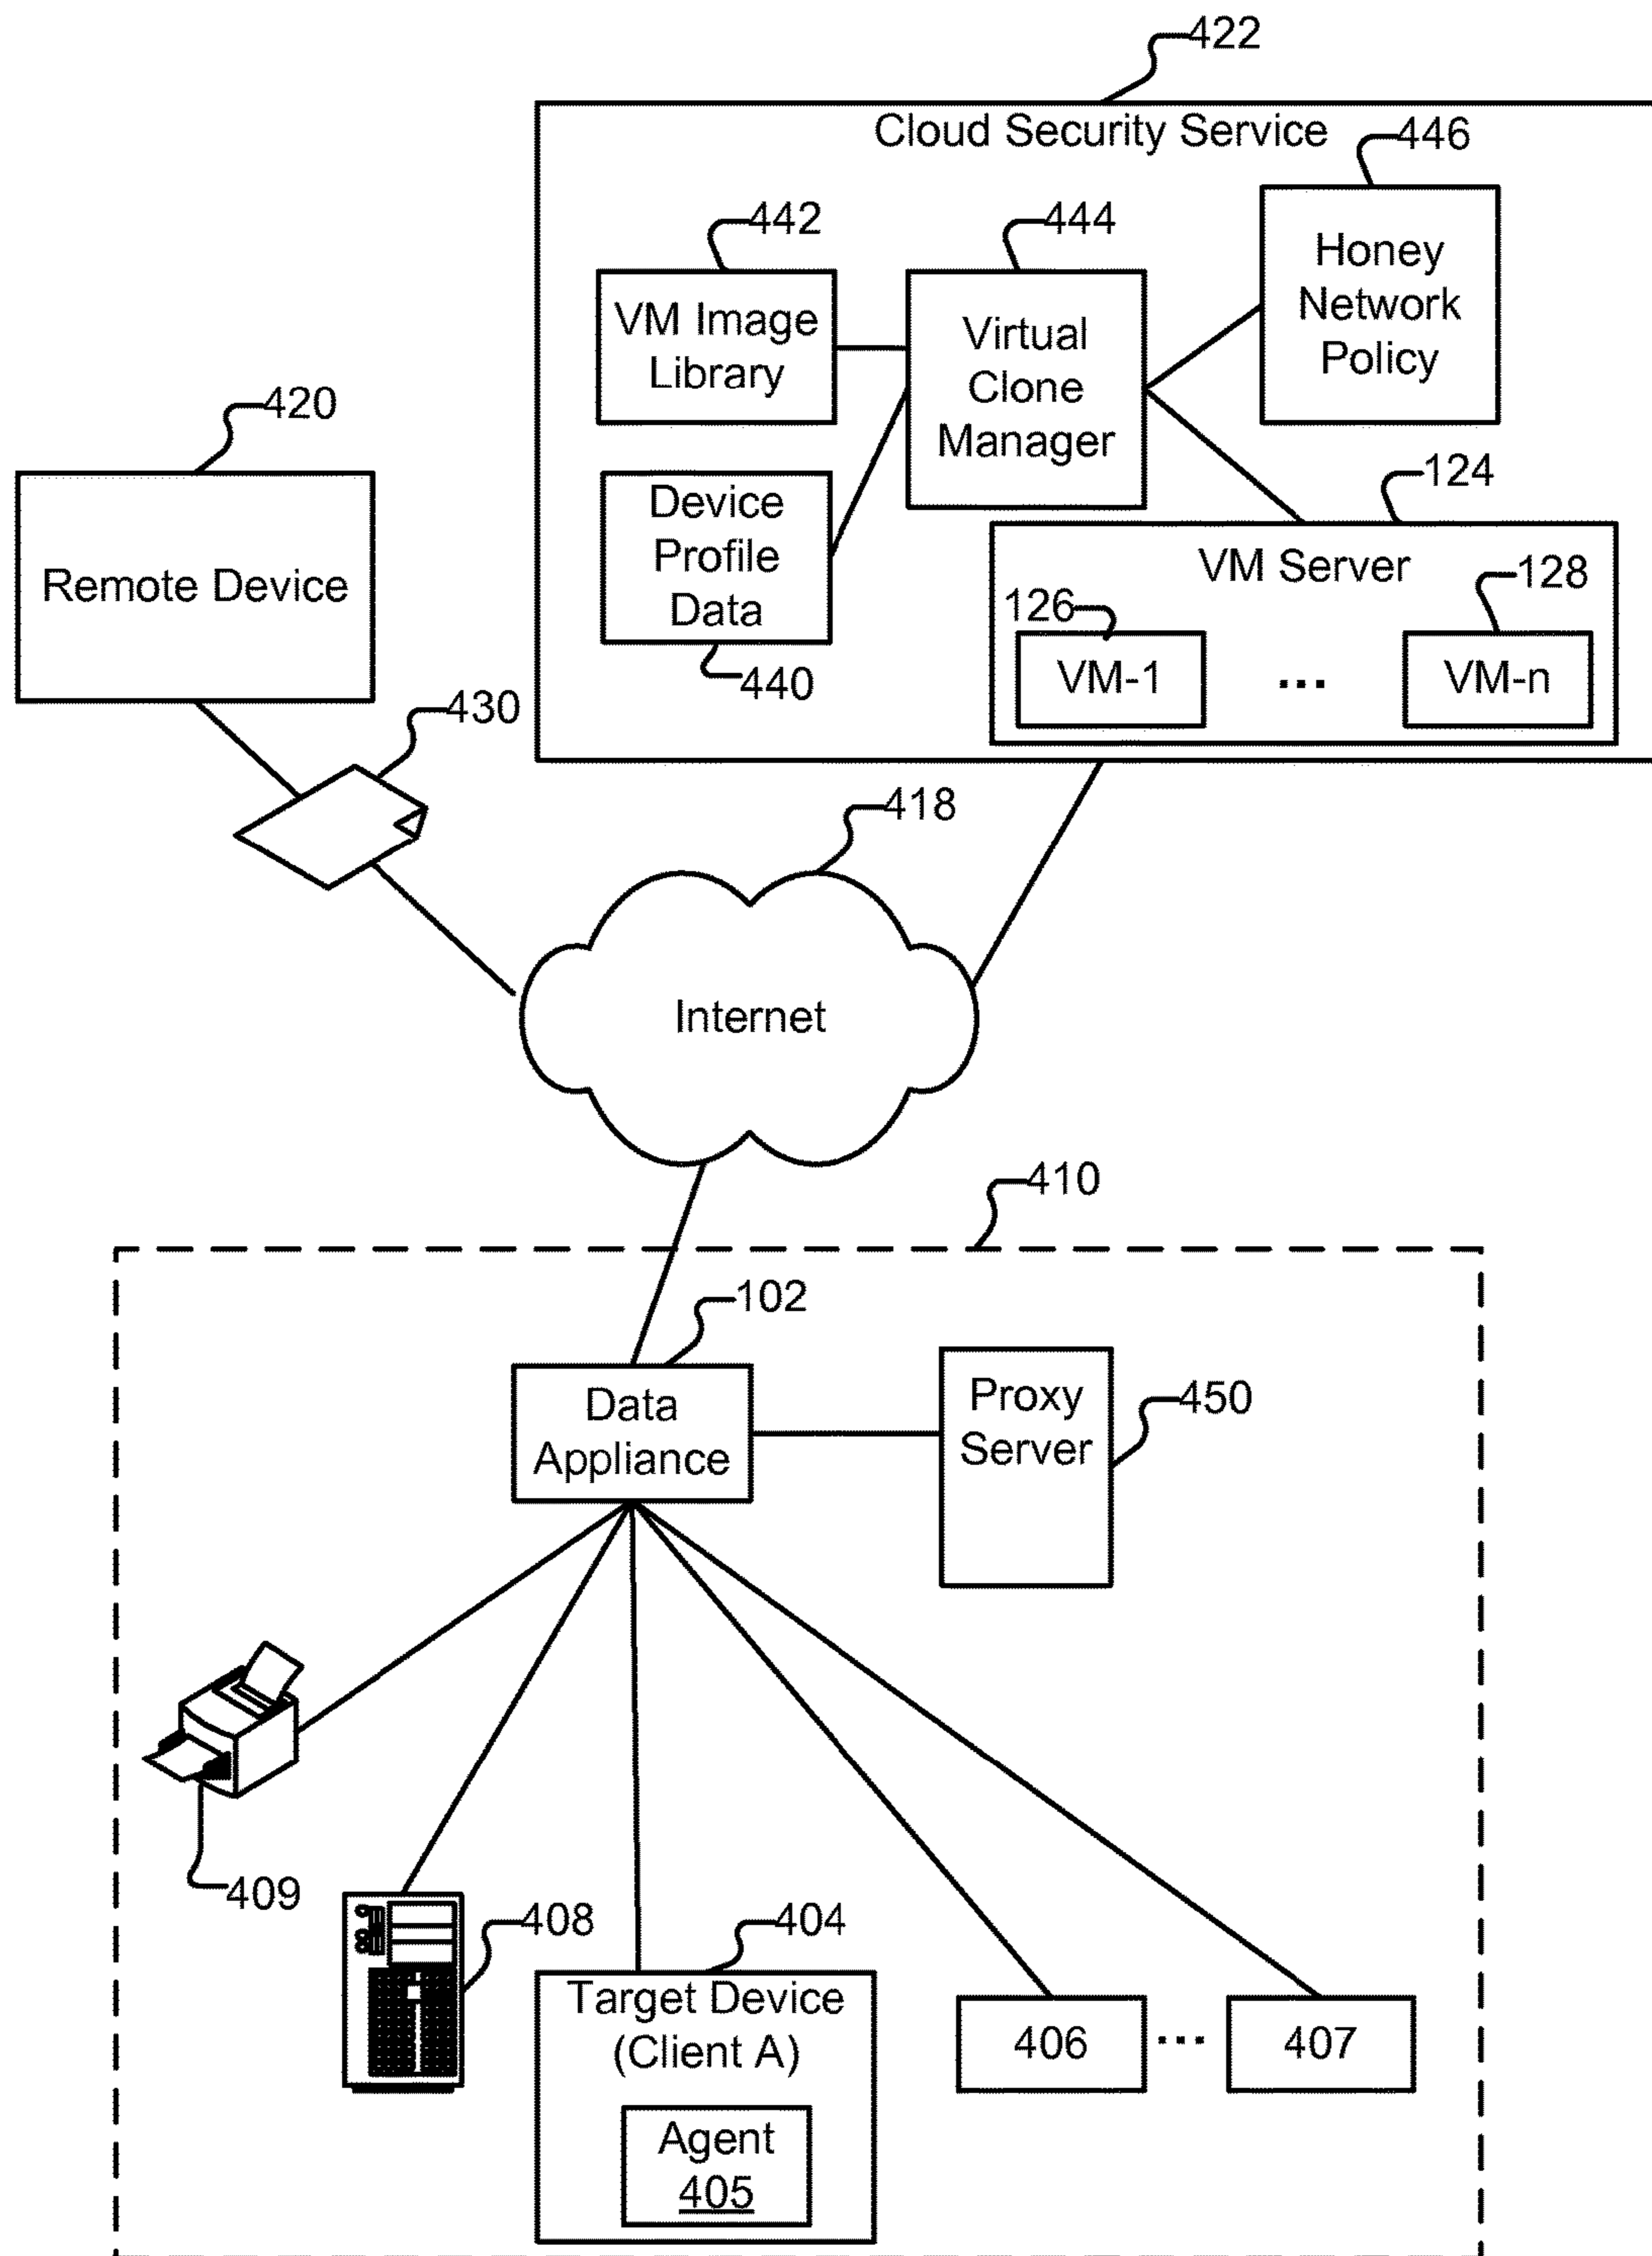 422
Cloud Security Service
446
442
444
Honey
Network
Policy
VM Image
Library
Virtual
Clone
Manager
420
124
Device
Profile
Data
Remote Device
VM Server
126
128
VM-1
...
VM-n
440
430
418
Internet
410
102
Data
Appliance
Proxy
Server
450
409
408
404
Target Device
(Client A)
406
...
407
Agent
405